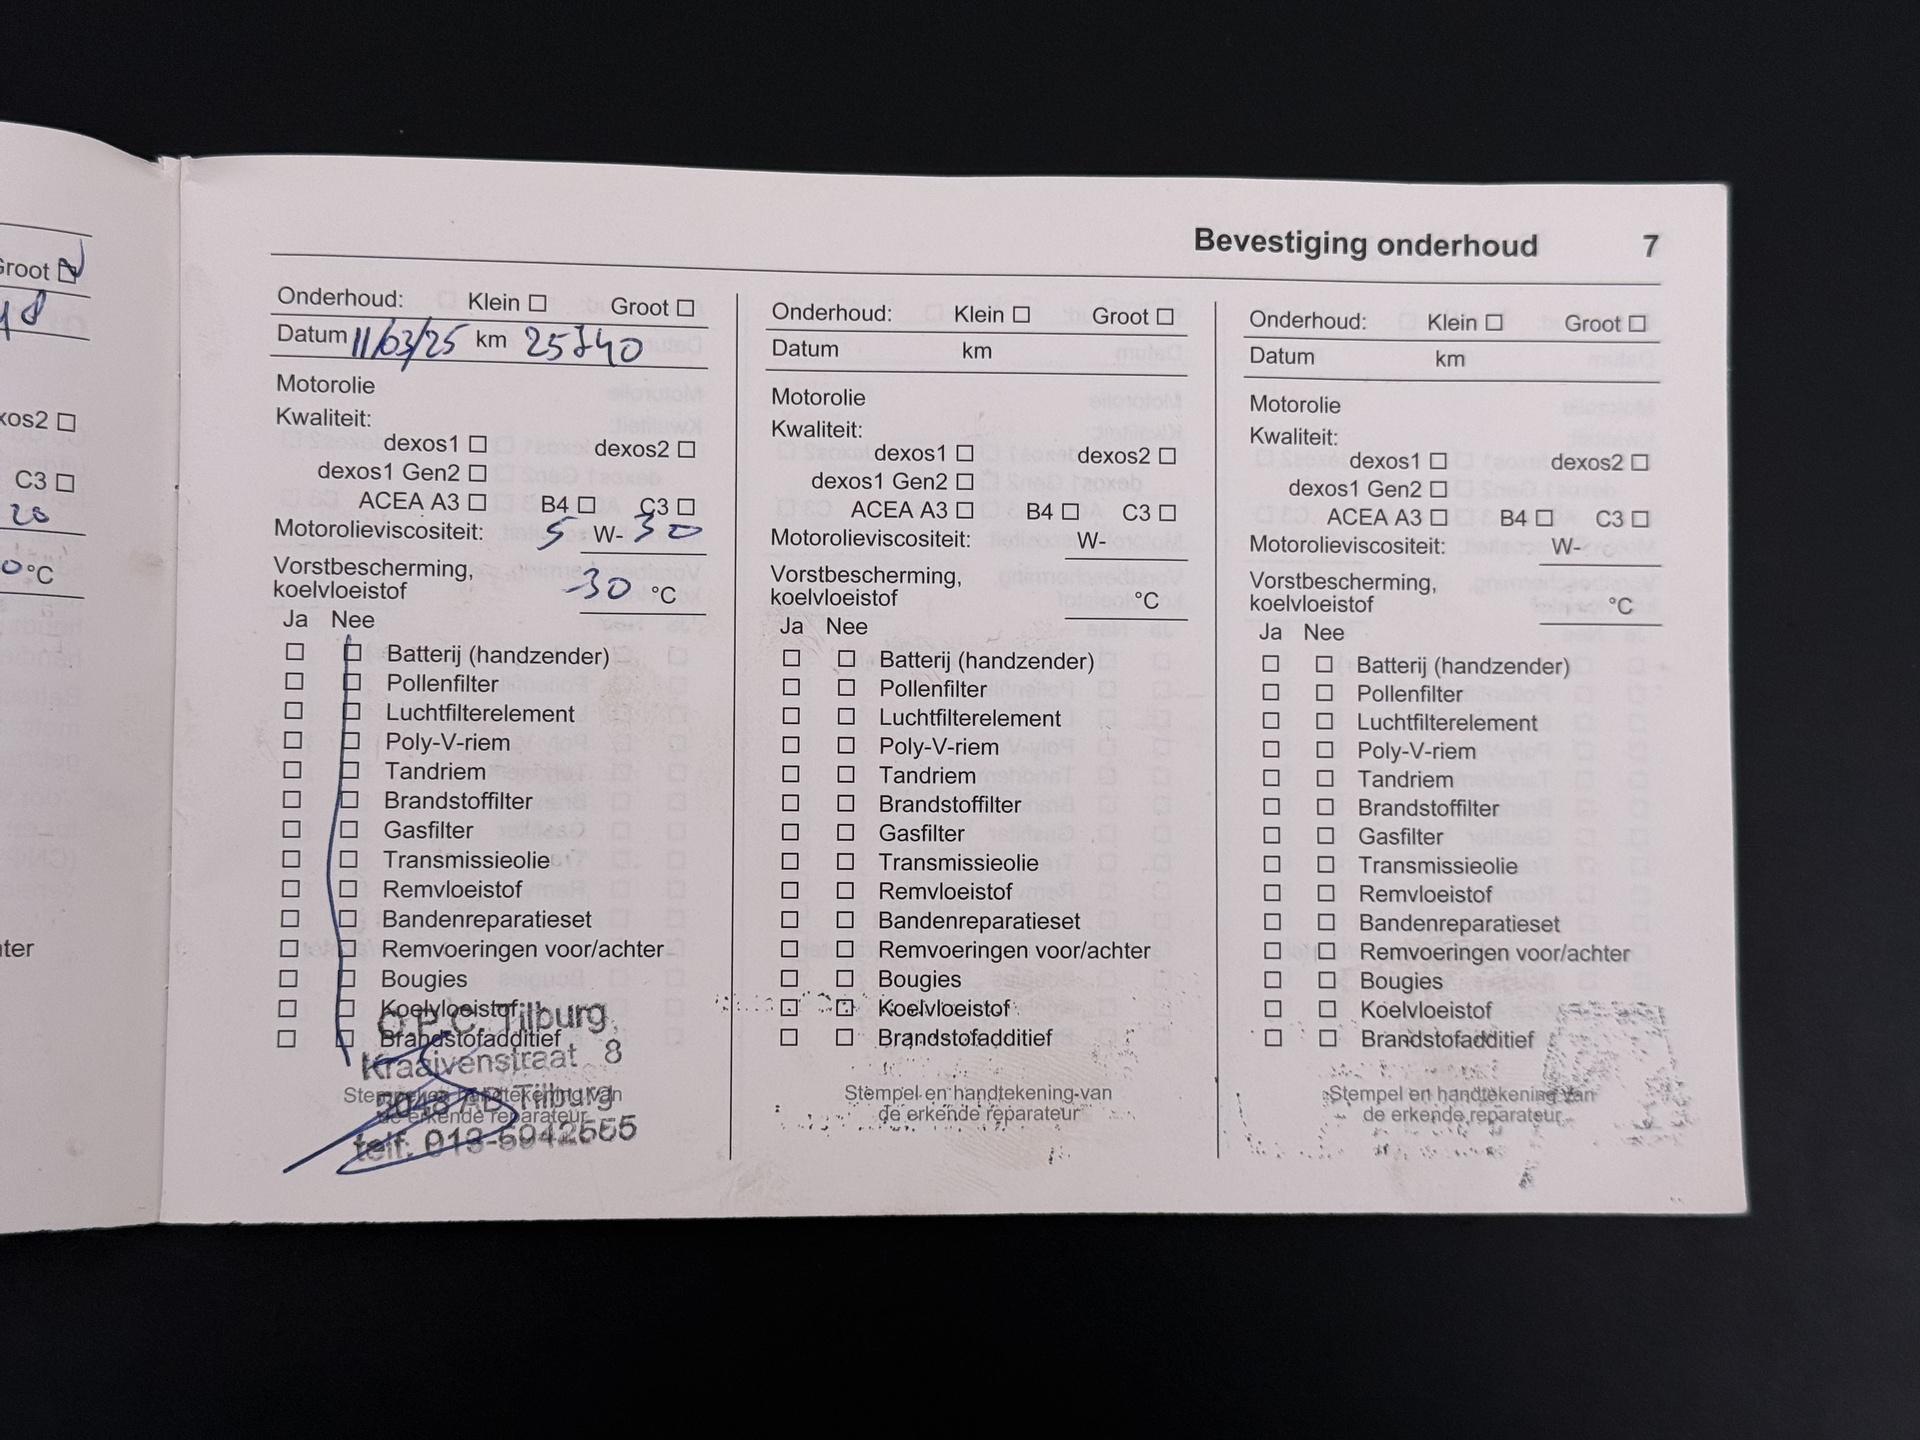 Groot
18
xos2
C3
20
0 °C
hter
Bevestiging onderhoud 7
Onderhoud: Klein Groot
Datum 11/03/25 km 25740
Motorolie
Kwaliteit:
dexos1 dexos2
dexos1 Gen2
ACEA A3 B4 C3
Motorolieviscositeit: 5 W- 30
Vorstbescherming,
koelvloeistof -30 °C
Ja Nee
Batterij (handzender)
Pollenfilter
Luchtfilterelement
Poly-V-riem
Tandriem
Brandstoffilter
Gasfilter
Transmissieolie
Remvloeistof
Bandenreparatieset
Remvoeringen voor/achter
Bougies
Koelvloeistof
Brandstofadditief
Stempel en handtekening van
de erkende reparateur
O.P.C. Tilburg
Kraaivenstraat 8
Tilburg
telf. 013-5942555
Onderhoud: Klein Groot
Datum km
Motorolie
Kwaliteit:
dexos1 dexos2
dexos1 Gen2
ACEA A3 B4 C3
Motorolieviscositeit: W-
Vorstbescherming,
koelvloeistof °C
Ja Nee
Batterij (handzender)
Pollenfilter
Luchtfilterelement
Poly-V-riem
Tandriem
Brandstoffilter
Gasfilter
Transmissieolie
Remvloeistof
Bandenreparatieset
Remvoeringen voor/achter
Bougies
Koelvloeistof
Brandstofadditief
Stempel en handtekening van
de erkende reparateur
Onderhoud: Klein Groot
Datum km
Motorolie
Kwaliteit:
dexos1 dexos2
dexos1 Gen2
ACEA A3 B4 C3
Motorolieviscositeit: W-
Vorstbescherming,
koelvloeistof °C
Ja Nee
Batterij (handzender)
Pollenfilter
Luchtfilterelement
Poly-V-riem
Tandriem
Brandstoffilter
Gasfilter
Transmissieolie
Remvloeistof
Bandenreparatieset
Remvoeringen voor/achter
Bougies
Koelvloeistof
Brandstofadditief
Stempel en handtekening van
de erkende reparateur